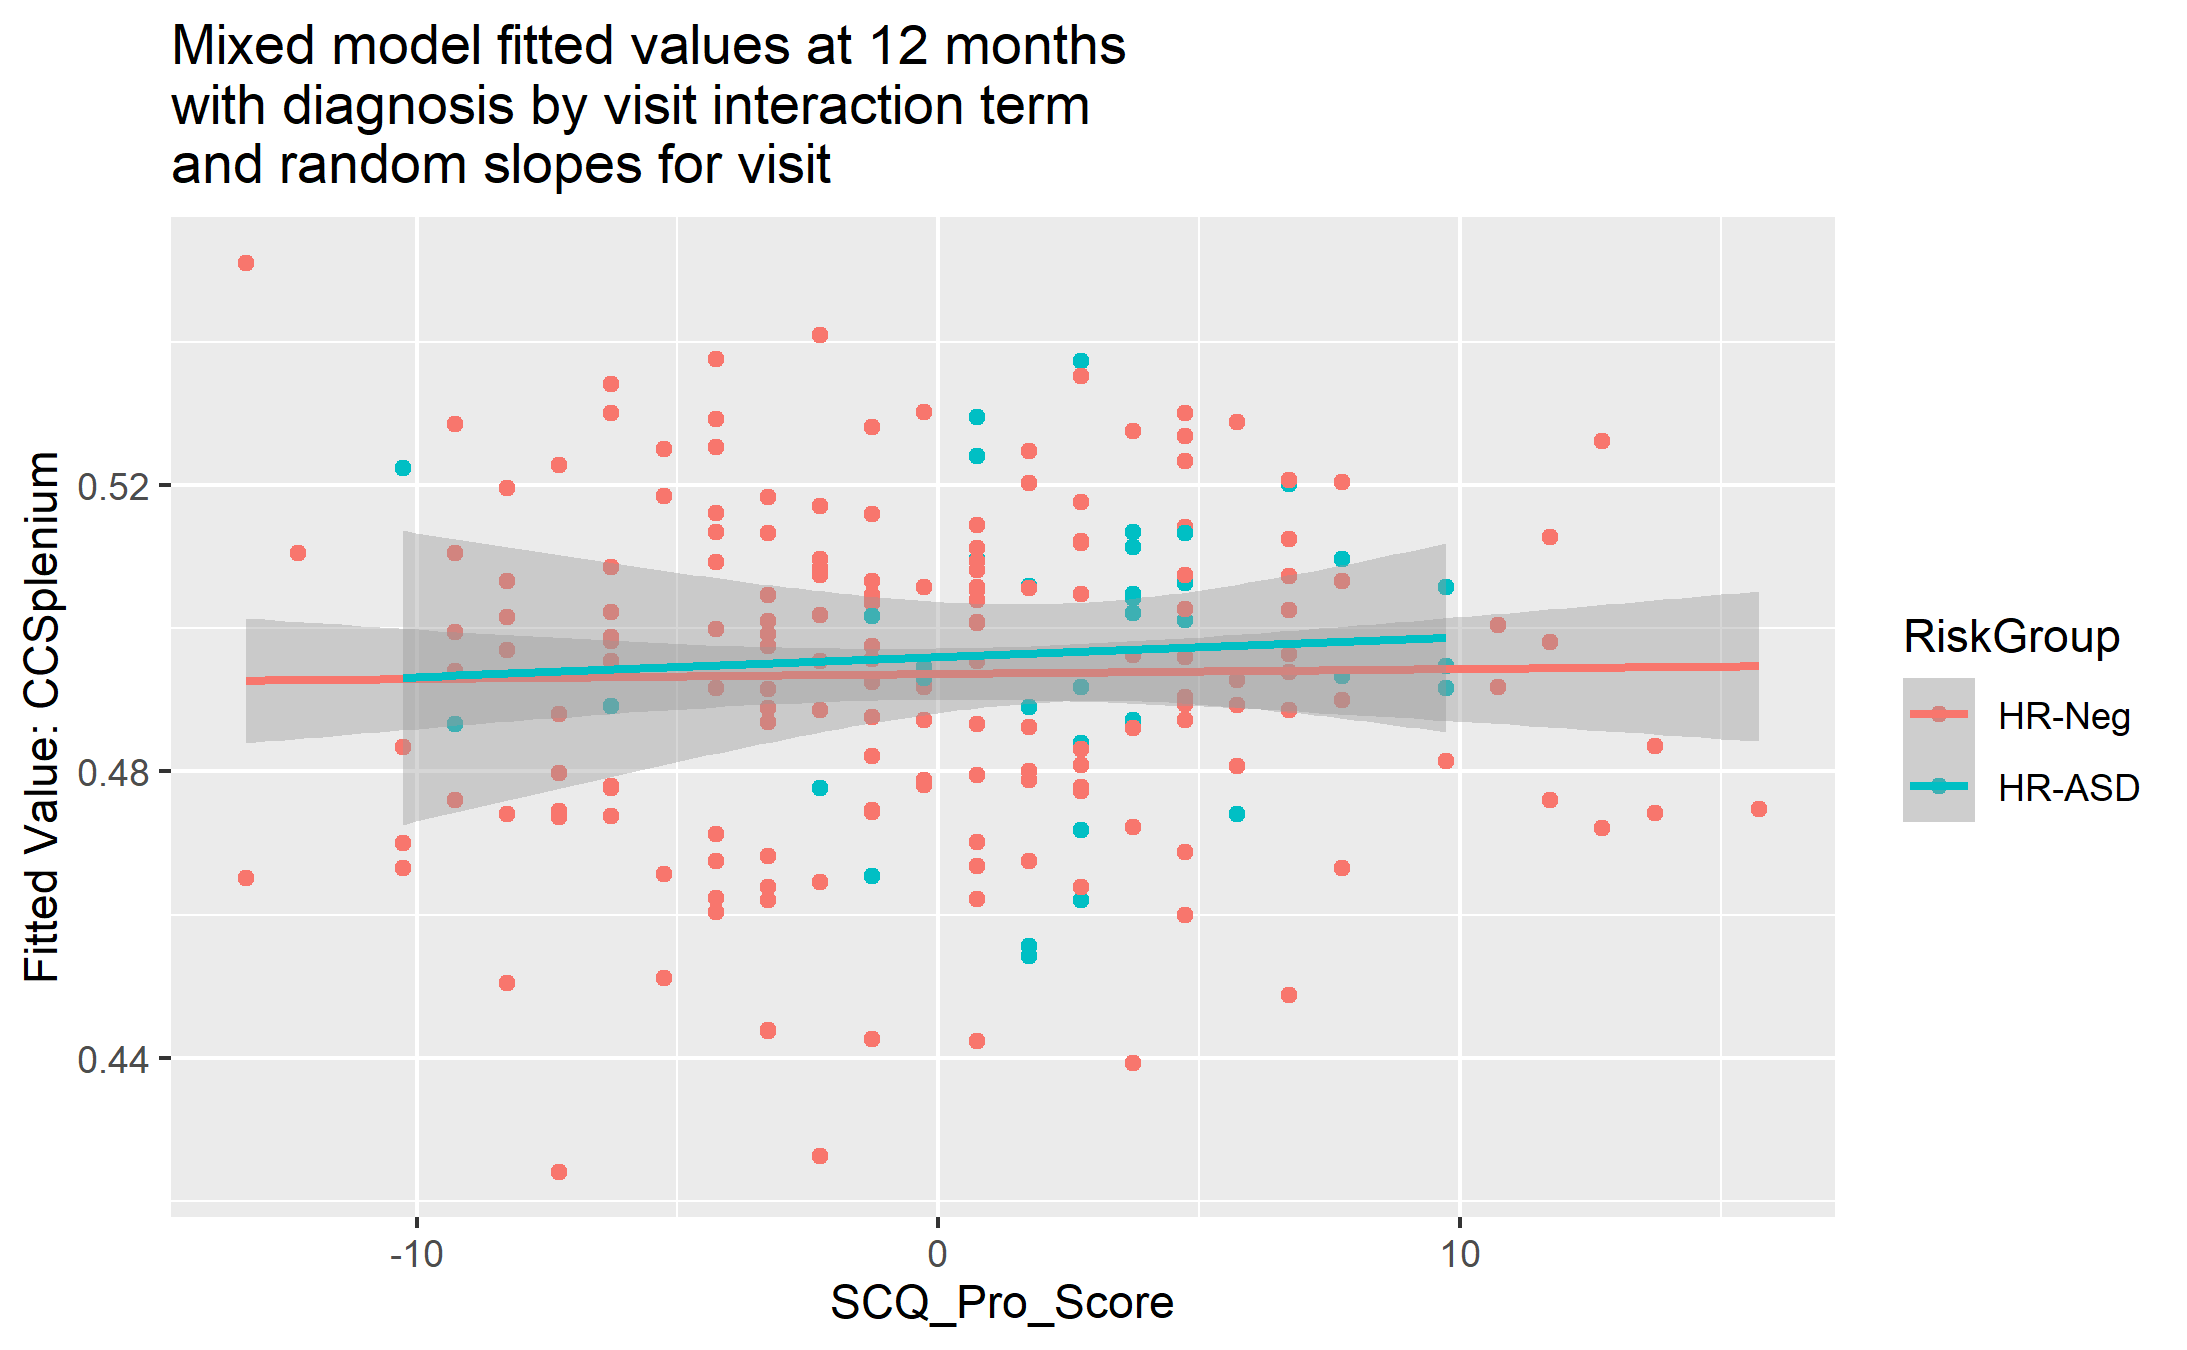 Mixed model fitted values at 12 months
with diagnosis by visit interaction term
and random slopes for visit
Fitted Value: CCSplenium
0.52
0.48
0.44
-10
0
10
SCQ_Pro_Score
RiskGroup
HR-Neg
HR-ASD